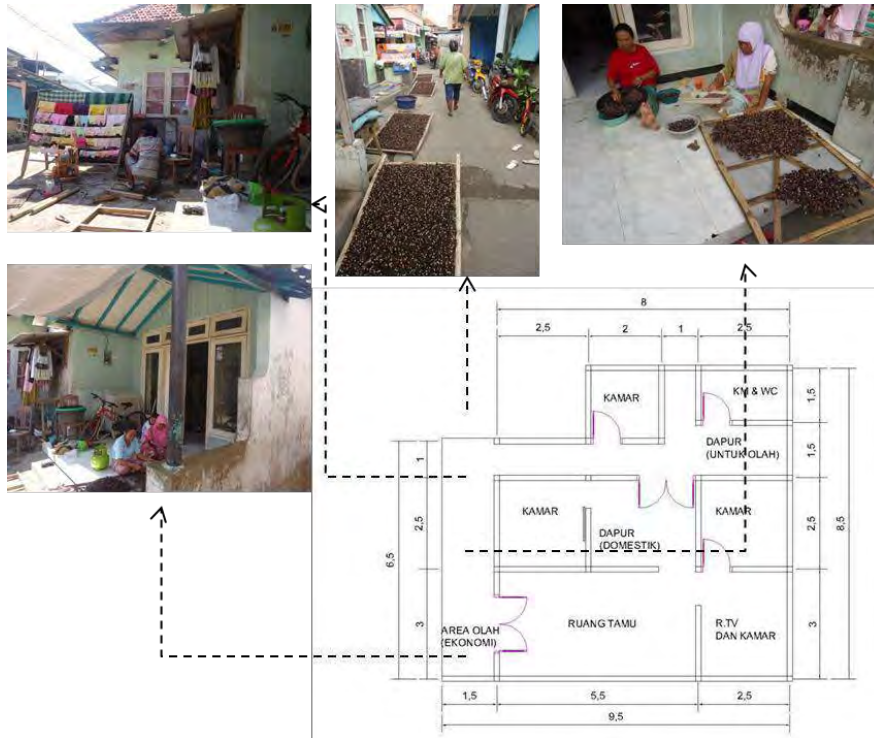 8
2,5 2 1 2,5
KAMAR
KM & WC
1,5
DAPUR
(UNTUK OLAH)
1,5
1
KAMAR
DAPUR
(DOMESTIK)
KAMAR
2,5
2,5
6,5
8,5
AREA OLAH
(EKONOMI)
RUANG TAMU
R.TV
DAN KAMAR
3
3
1,5 5,5 2,5
9,5